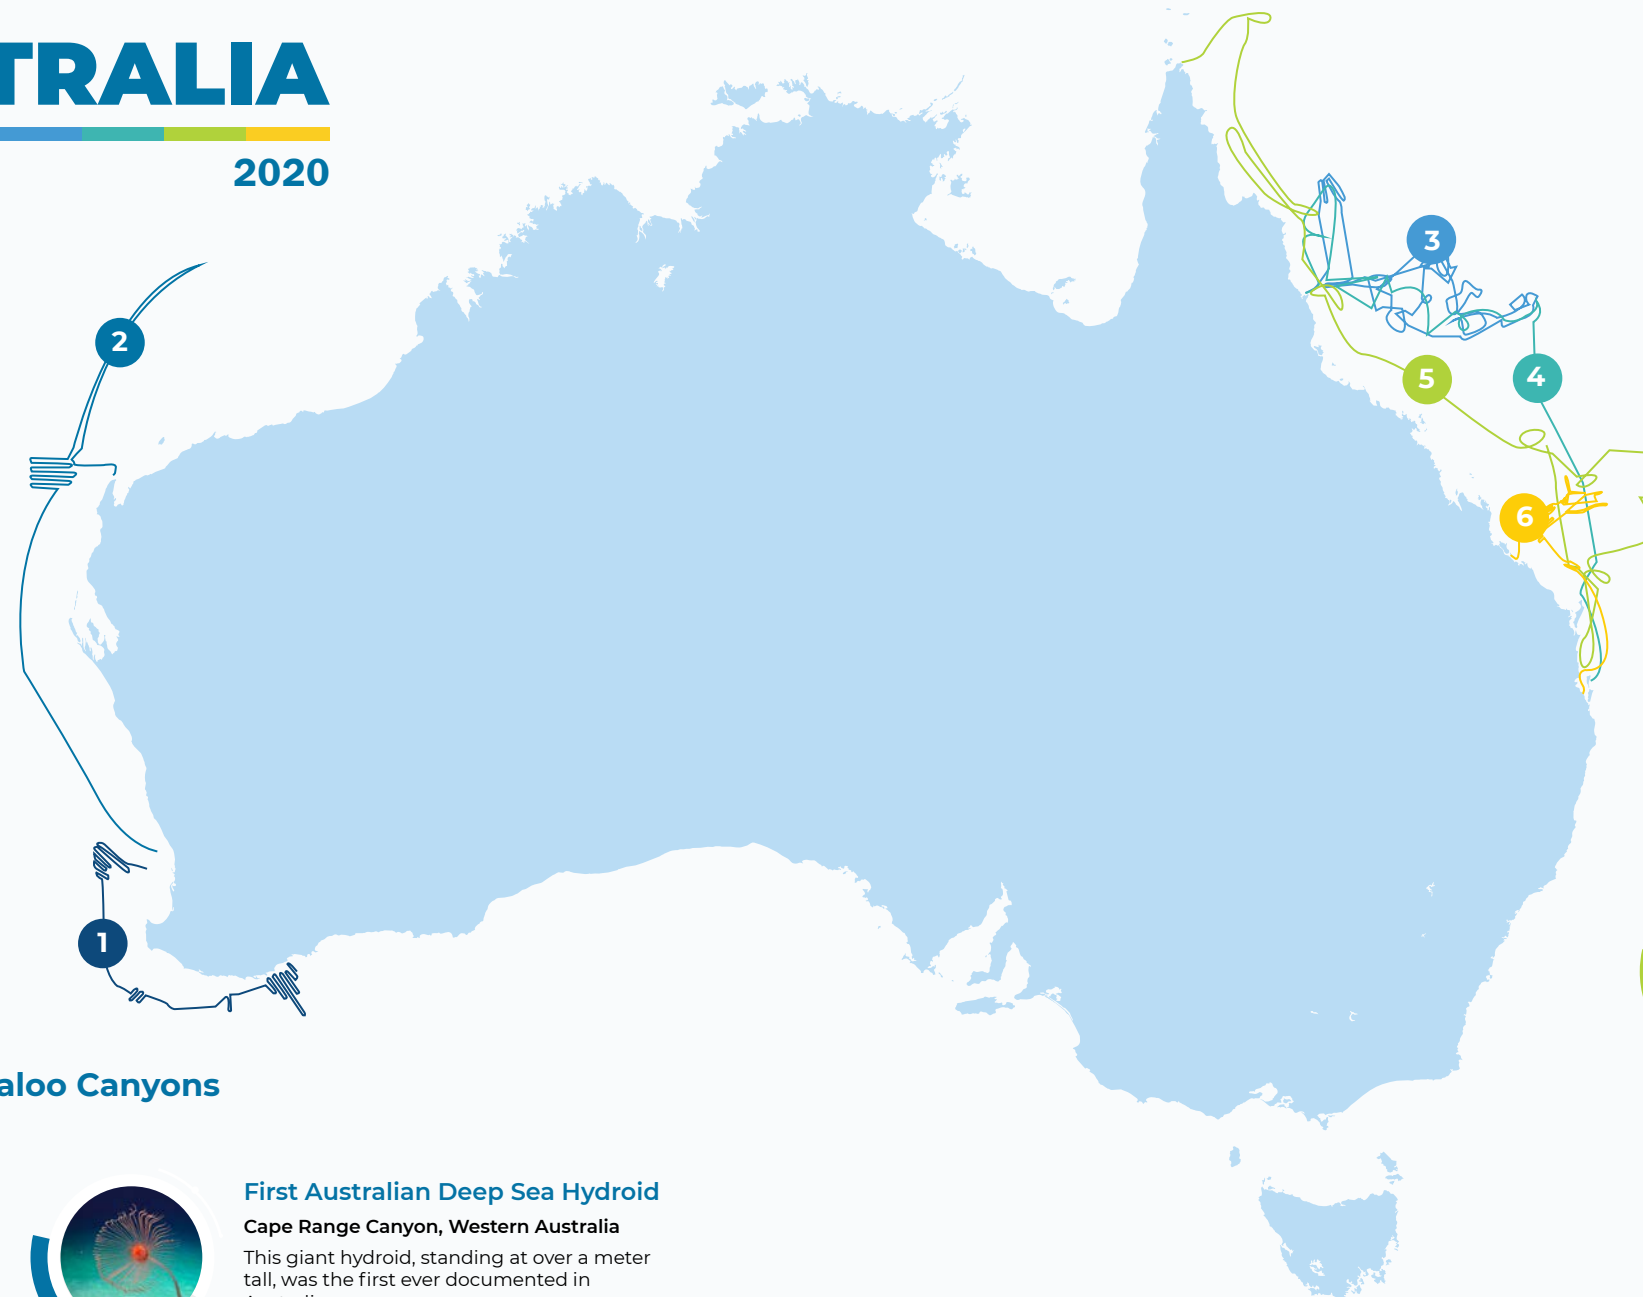 TRALIA
2020
3
2
5
4
6
1
aloo Canyons
First Australian Deep Sea Hydroid
Cape Range Canyon, Western Australia
This giant hydroid, standing at over a meter
tall, was the first ever documented in